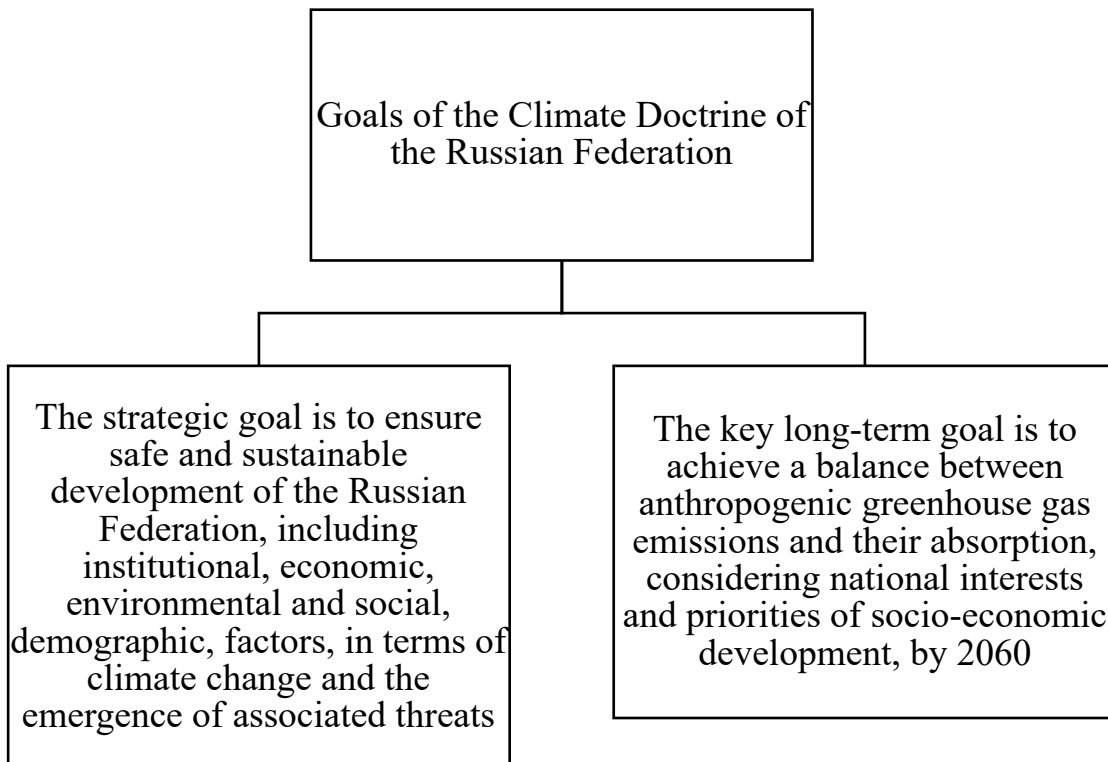 Goals of the Climate Doctrine of
the Russian Federation
The strategic goal is to ensure
safe and sustainable
development of the Russian
Federation, including
institutional, economic,
environmental and social,
demographic, factors, in terms of
climate change and the
emergence of associated threats
The key long-term goal is to
achieve a balance between
anthropogenic greenhouse gas
emissions and their absorption,
considering national interests
and priorities of socio-economic
development, by 2060